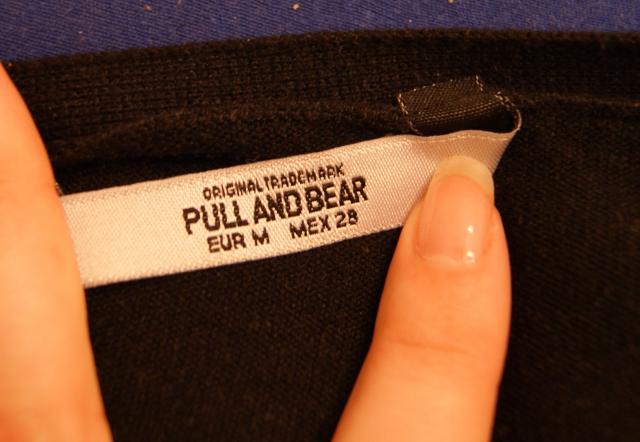 ORIGINAL TRADEMARK
PULL AND BEAR
EUR M MEX 28